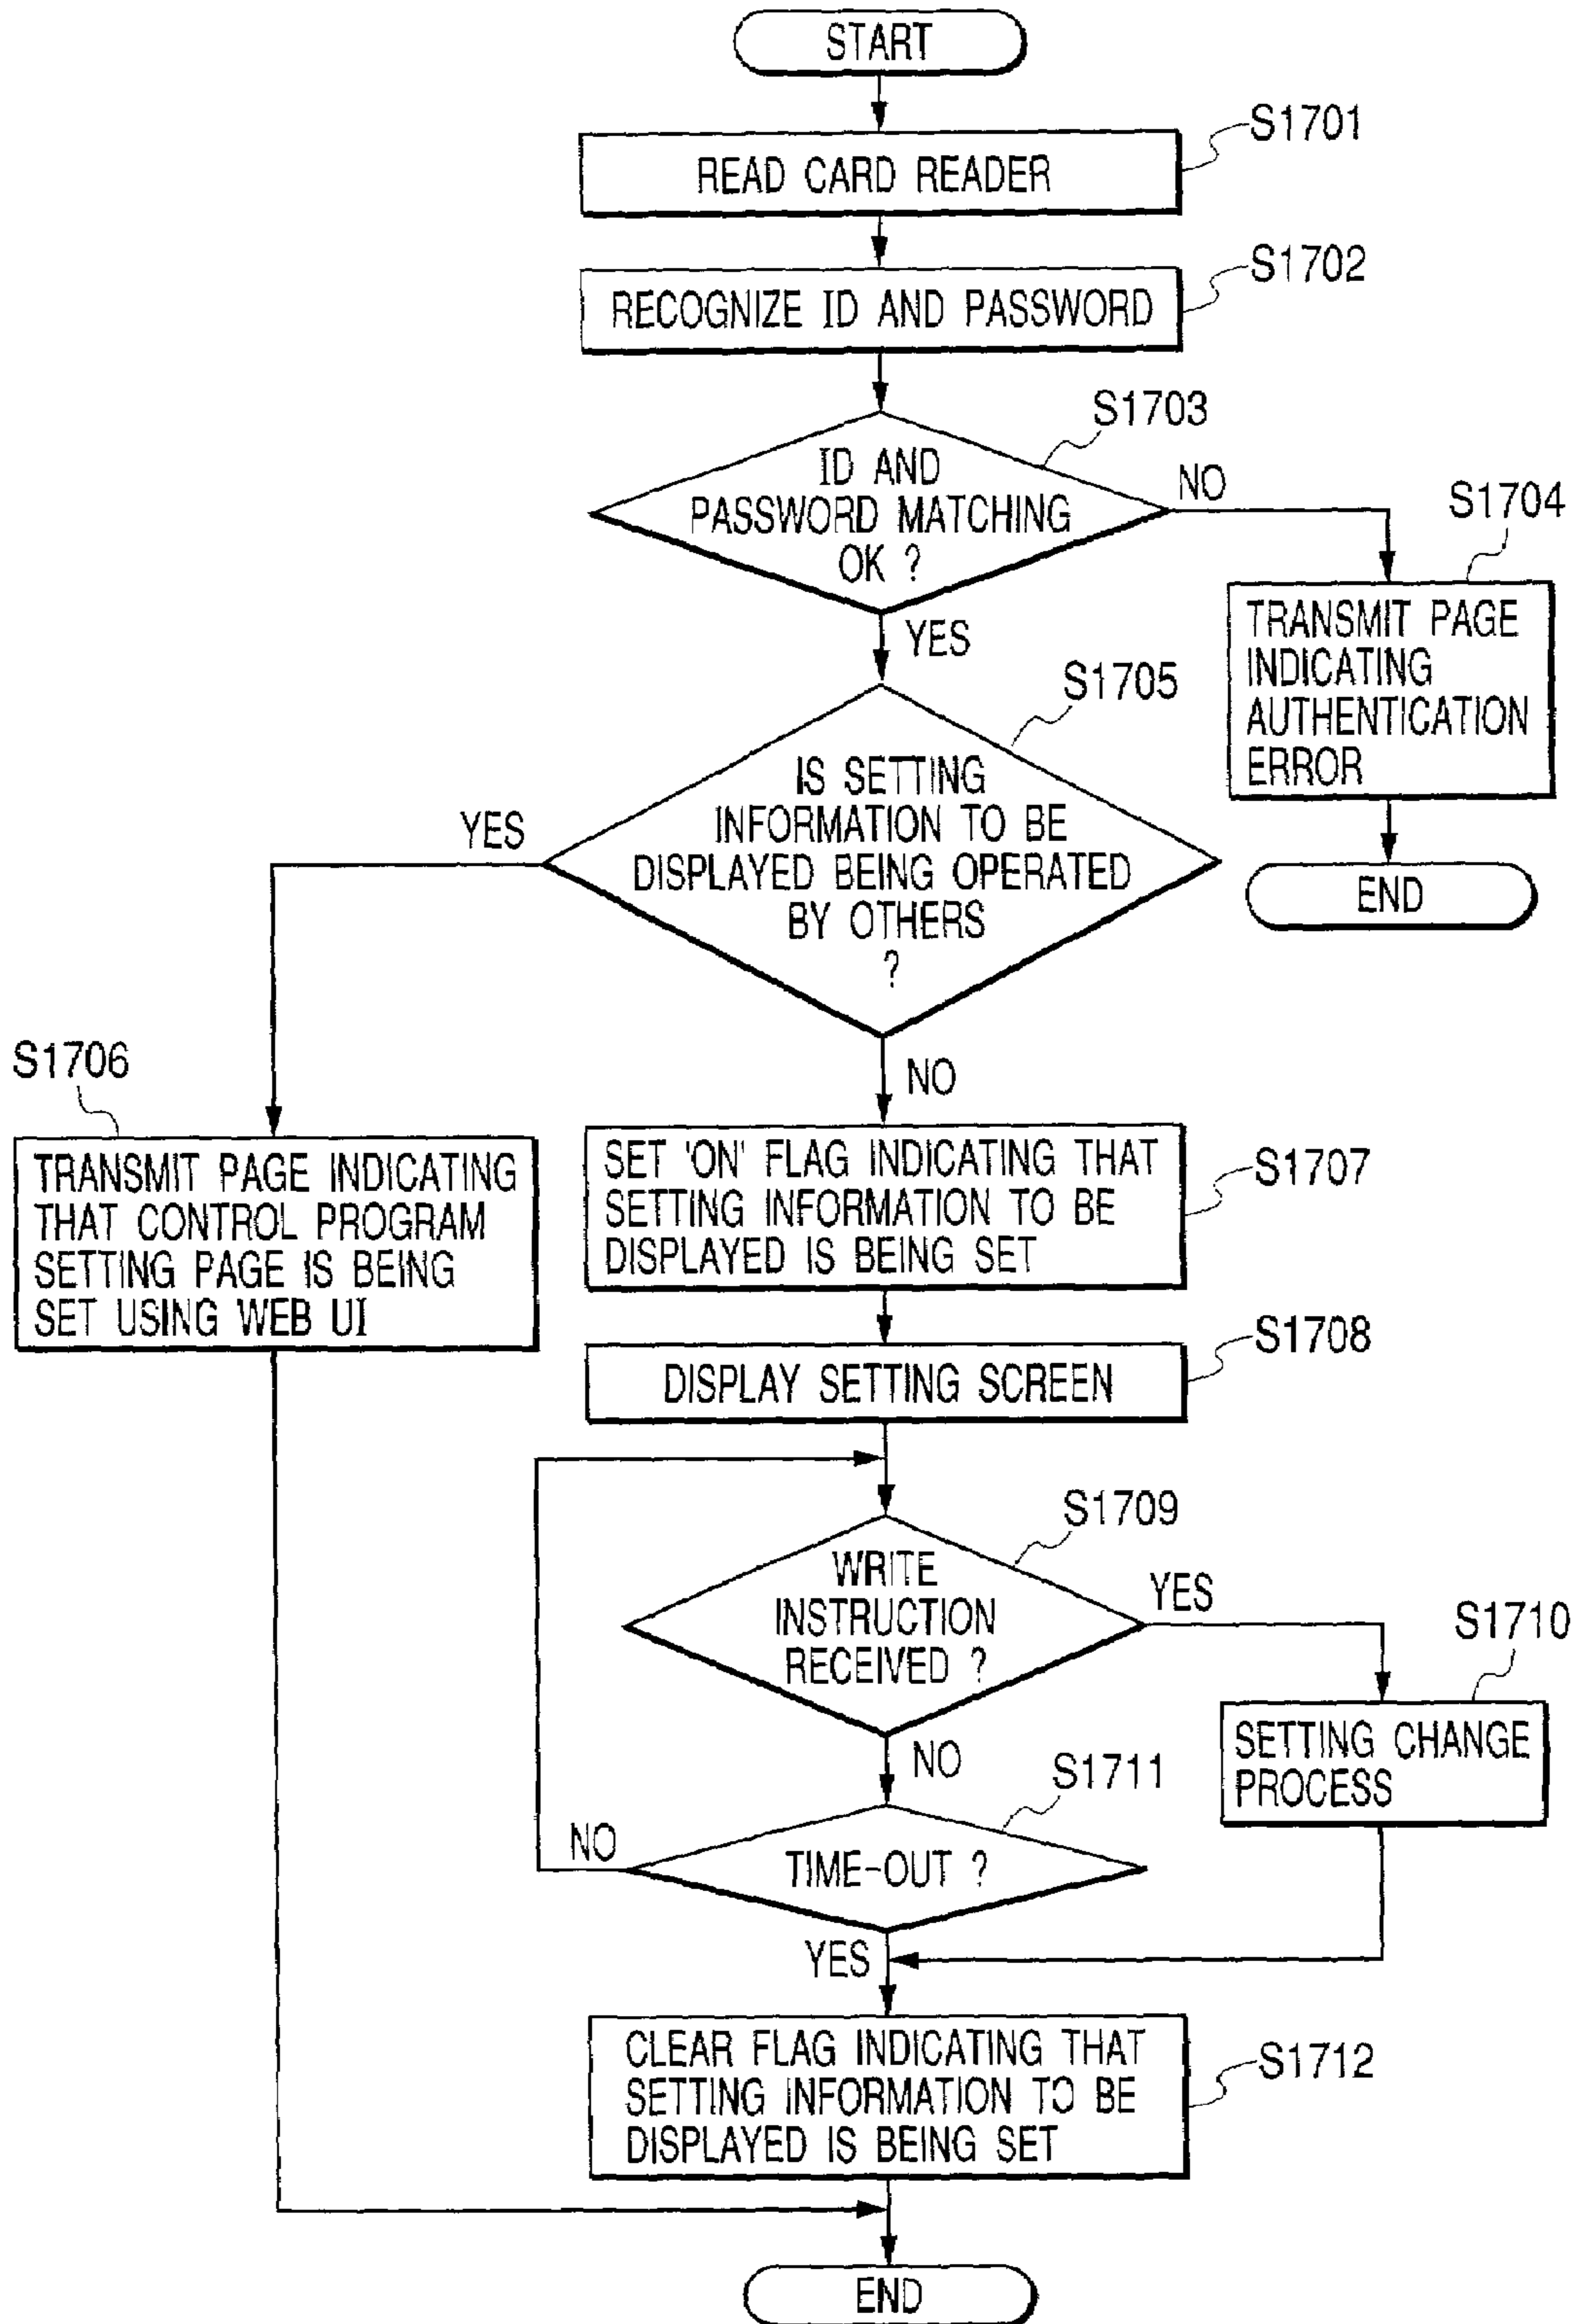 START
S1701
READ CARD READER
S1702
RECOGNIZE ID AND PASSWORD
S1703
ID AND
PASSWORD MATCHING
OK ?
NO
S1704
TRANSMIT PAGE
INDICATING
AUTHENTICATION
ERROR
END
YES
S1705
IS SETTING
INFORMATION TO BE
DISPLAYED BEING OPERATED
BY OTHERS
?
YES
S1706
TRANSMIT PAGE INDICATING
THAT CONTROL PROGRAM
SETTING PAGE IS BEING
SET USING WEB UI
NO
SET 'ON' FLAG INDICATING THAT
SETTING INFORMATION TO BE
DISPLAYED IS BEING SET
S1707
S1708
DISPLAY SETTING SCREEN
S1709
WRITE
INSTRUCTION
RECEIVED ?
YES
S1710
SETTING CHANGE
PROCESS
NO
S1711
TIME-OUT ?
NO
YES
CLEAR FLAG INDICATING THAT
SETTING INFORMATION TO BE
DISPLAYED IS BEING SET
S1712
END